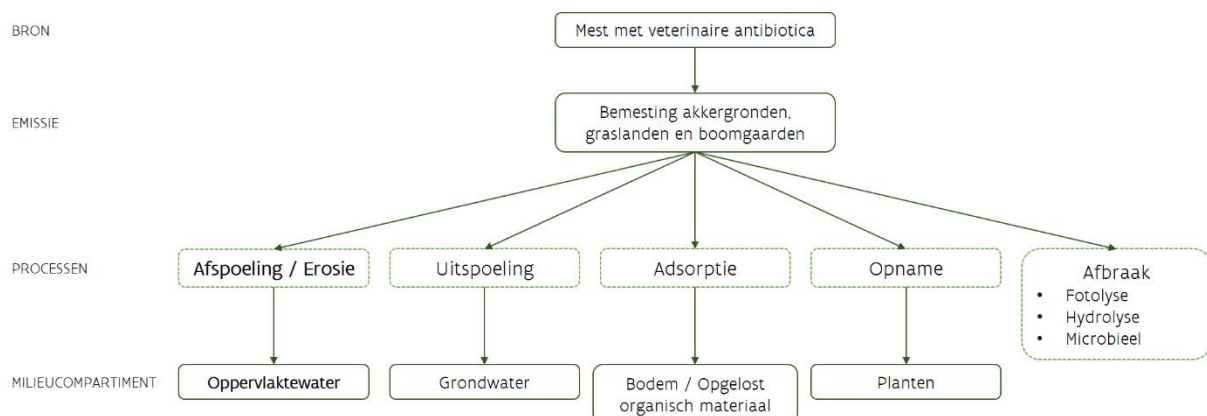 BRON
Mest met veterinaire antibiotica
EMISSIE
Bemesting akkergronden,
graslanden en boomgaarden
PROCESSEN
Afspoeling / Erosie
Uitspoeling
Adsorptie
Opname
Afbraak
• Fotolyse
• Hydrolyse
• Microbieel
MILIEUCOMPARTIMENT
Oppervlaktewater
Grondwater
Bodem / Opgelost
organisch materiaal
Planten